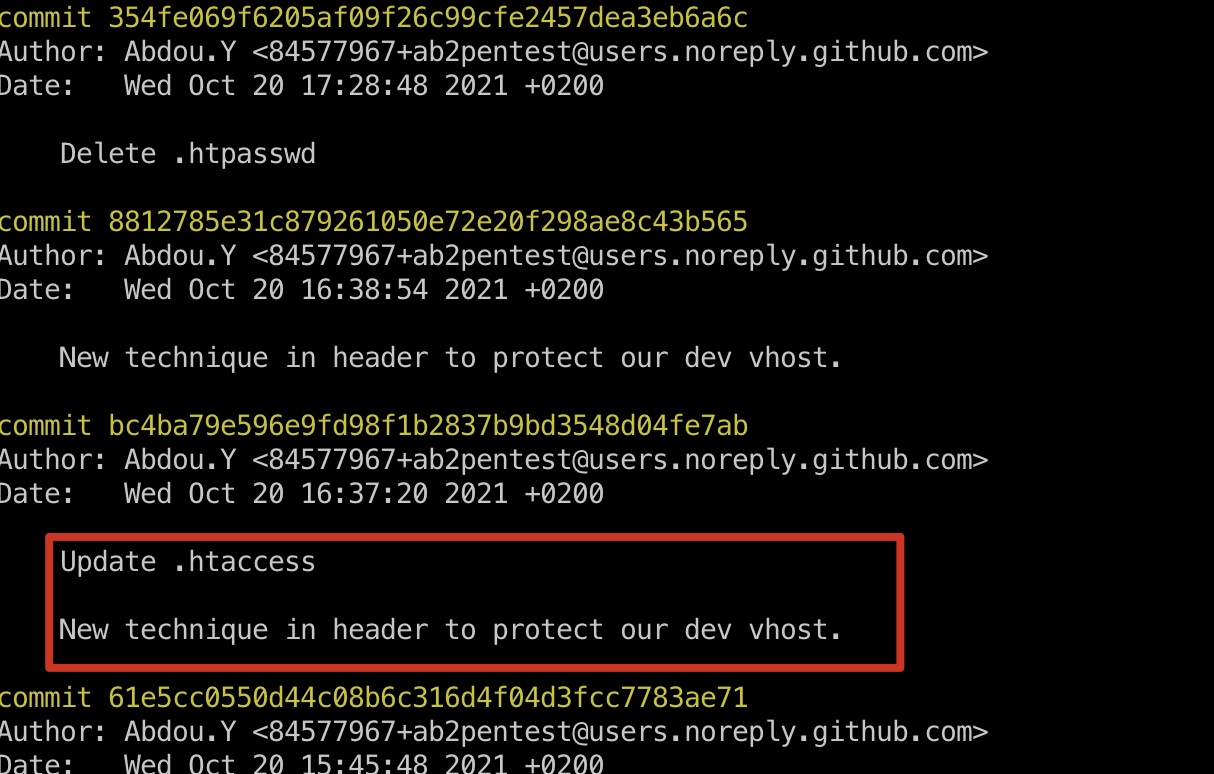 commit 354fe069f6205af09f26c99cfe2457dea3eb6a6c
Author: Abdou.Y <84577967+ab2pentest@users.noreply.github.com>
Date:   Wed Oct 20 17:28:48 2021 +0200
Delete .htpasswd
commit 8812785e31c879261050e72e20f298ae8c43b565
Author: Abdou.Y <84577967+ab2pentest@users.noreply.github.com>
Date:   Wed Oct 20 16:38:54 2021 +0200
New technique in header to protect our dev vhost.
commit bc4ba79e596e9fd98f1b2837b9bd3548d04fe7ab
Author: Abdou.Y <84577967+ab2pentest@users.noreply.github.com>
Date:   Wed Oct 20 16:37:20 2021 +0200
Update .htaccess
New technique in header to protect our dev vhost.
commit 61e5cc0550d44c08b6c316d4f04d3fcc7783ae71
Author: Abdou.Y <84577967+ab2pentest@users.noreply.github.com>
Date:   Wed Oct 20 15:45:48 2021 +0200